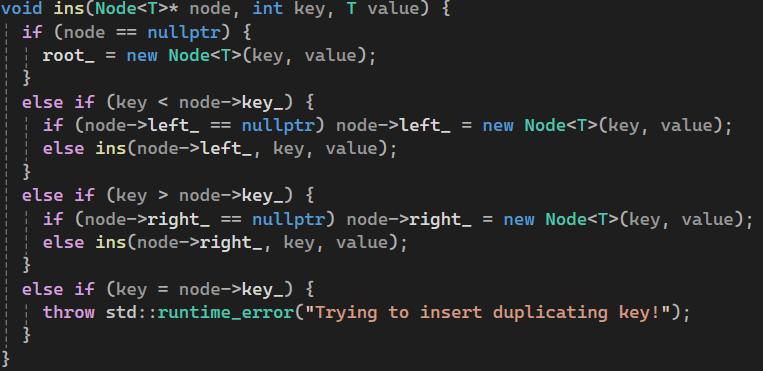 void ins(Node<T>* node, int key, T value) {
  if (node == nullptr) {
    root_ = new Node<T>(key, value);
  }
  else if (key < node->key_) {
    if (node->left_ == nullptr) node->left_ = new Node<T>(key, value);
    else ins(node->left_, key, value);
  }
  else if (key > node->key_) {
    if (node->right_ == nullptr) node->right_ = new Node<T>(key, value);
    else ins(node->right_, key, value);
  }
  else if (key = node->key_) {
    throw std::runtime_error("Trying to insert duplicating key!");
  }
}